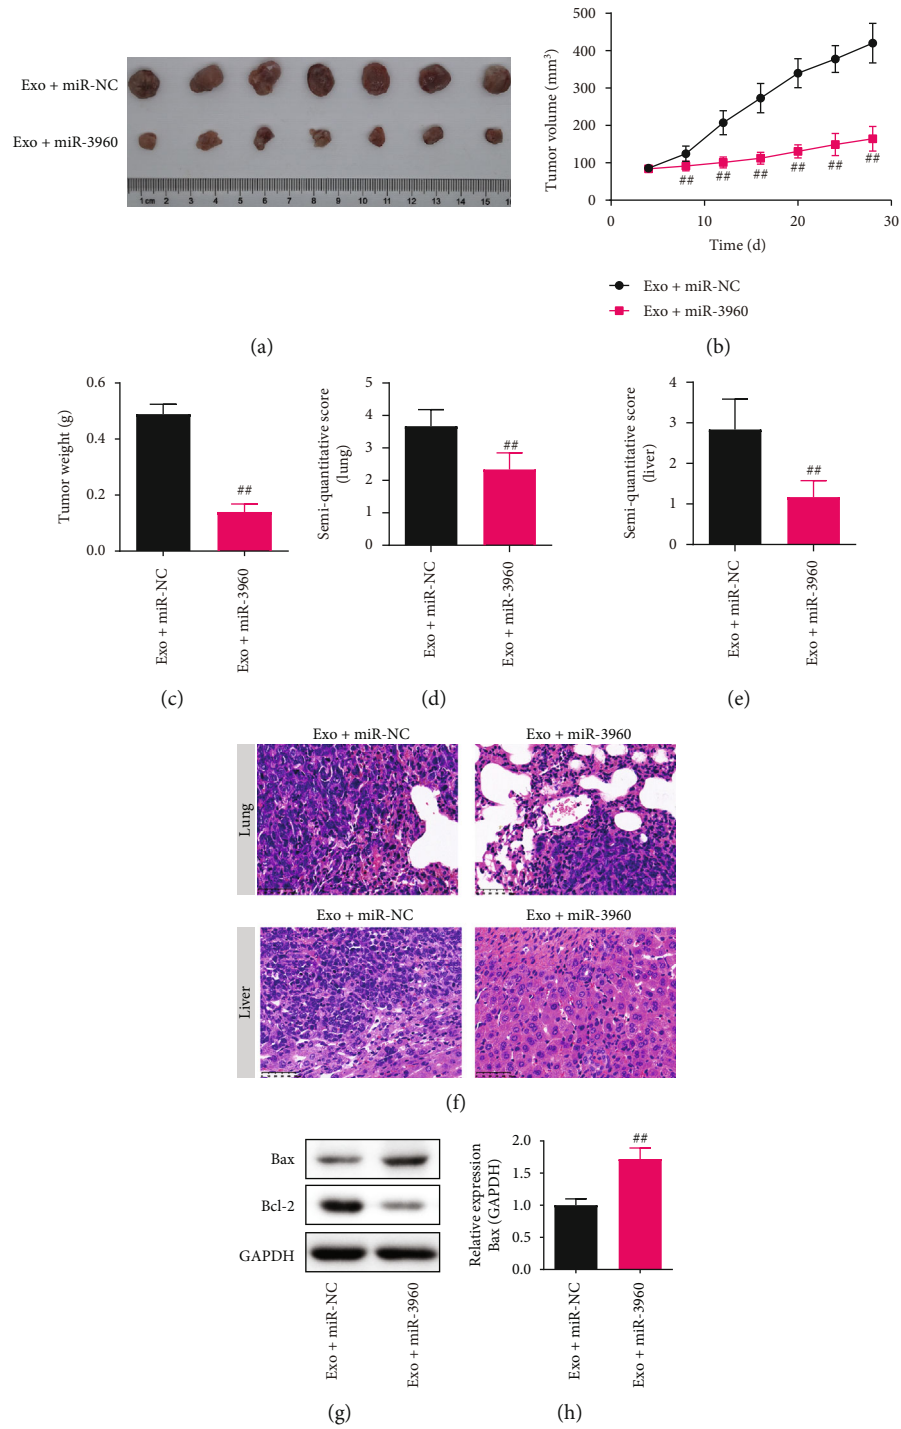 Exo + miR-NC
Exo + miR-3960
1cm 2 3 4 5 6 7 8 9 10 11 12 13 14 15
(a)
Tumor volume (mm3)
500
400
300
200
100
0
## ## ## ## ## ##
0 10 20 30
Time (d)
Exo + miR-NC
Exo + miR-3960
(b)
Tumor weight (g)
0.6
0.4
0.2
0.0
##
Exo + miR-NC
Exo + miR-3960
(c)
Semi-quantitative score
(lung)
5
4
3
2
1
0
##
Exo + miR-NC
Exo + miR-3960
(d)
Semi-quantitative score
(liver)
4
3
2
1
0
##
Exo + miR-NC
Exo + miR-3960
(e)
Exo + miR-NC
Exo + miR-3960
Lung
Exo + miR-NC
Exo + miR-3960
Liver
(f)
Bax
Bcl-2
GAPDH
Exo + miR-NC
Exo + miR-3960
(g)
Relative expression
Bax (GAPDH)
2.0
1.5
1.0
0.5
0.0
##
Exo + miR-NC
Exo + miR-3960
(h)